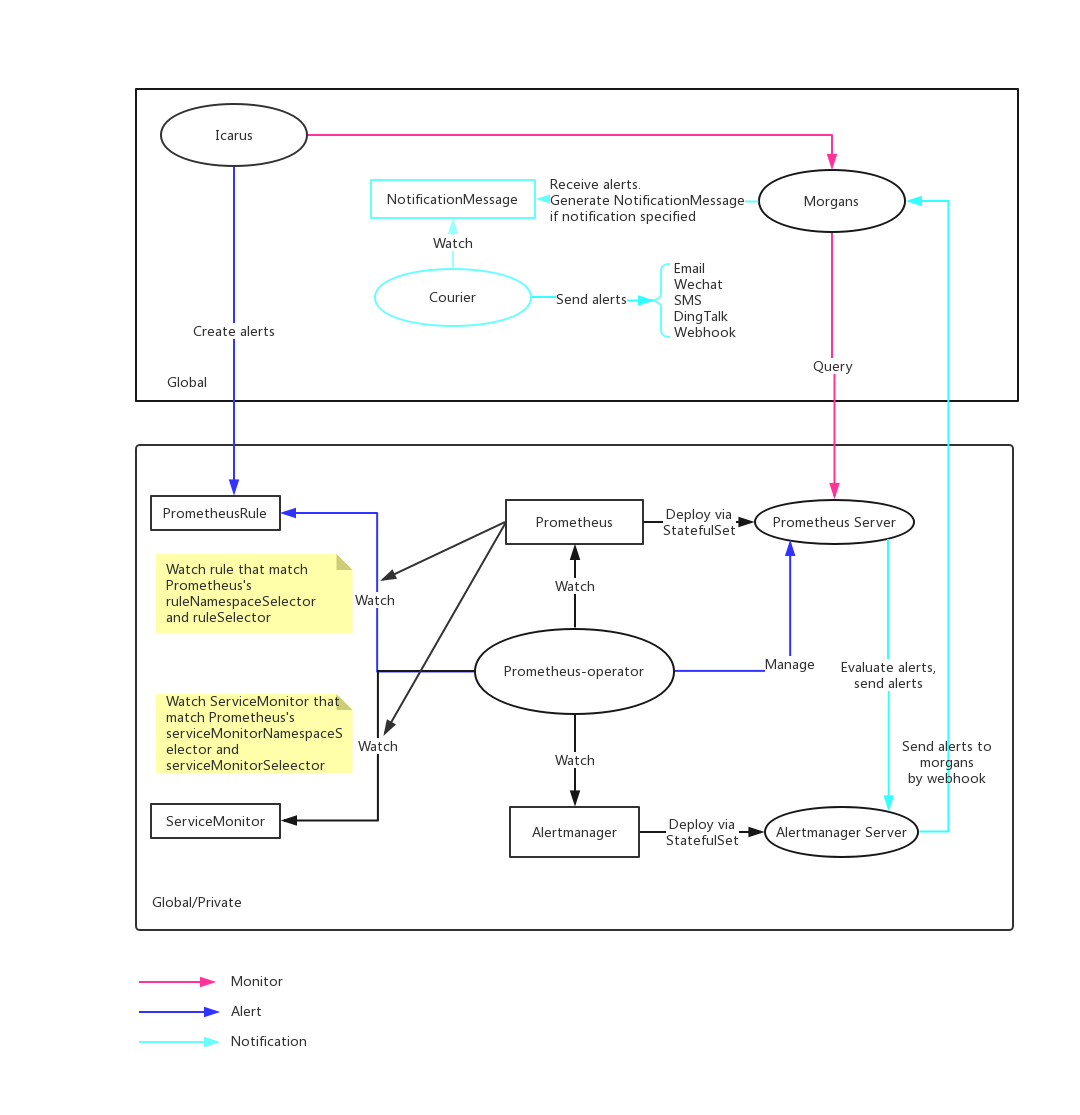 Icarus
Receive alerts.
Generate NotificationMessage
if notification specified
NotificationMessage
Morgans
Watch
Courier
Send alerts
Email
Wechat
SMS
DingTalk
Webhook
Create alerts
Query
Global
PrometheusRule
Prometheus
Deploy via
StatefulSet
Prometheus Server
Watch rule that match
Prometheus's
ruleNamespaceSelector
and ruleSelector
Watch
Watch
Prometheus-operator
Manage
Evaluate alerts,
send alerts
Watch ServiceMonitor that
match Prometheus's
serviceMonitorNamespaceS
elector and
serviceMonitorSeleector
Watch
Watch
Send alerts to
morgans
by webhook
ServiceMonitor
Alertmanager
Deploy via
StatefulSet
Alertmanager Server
Global/Private
Monitor
Alert
Notification